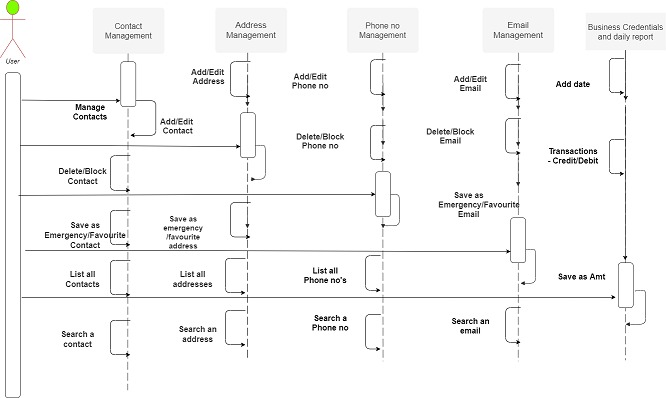 User
Contact
Management
Address
Management
Phone no
Management
Email
Management
Business Credentials
and daily report
Add/Edit
Address
Add/Edit
Phone no
Add/Edit
Email
Add date
Manage
Contacts
Add/Edit
Contact
Delete/Block
Phone no
Delete/Block
Email
Transactions
- Credit/Debit
Delete/Block
Contact
Save as
Emergency/Favourite
Contact
Save as
emergency
/favourite
address
Save as
Emergency/Favourite
Email
List all
Contacts
List all
addresses
List all
Phone no's
Save as Amt
Search a
contact
Search an
address
Search a
Phone no
Search an
email